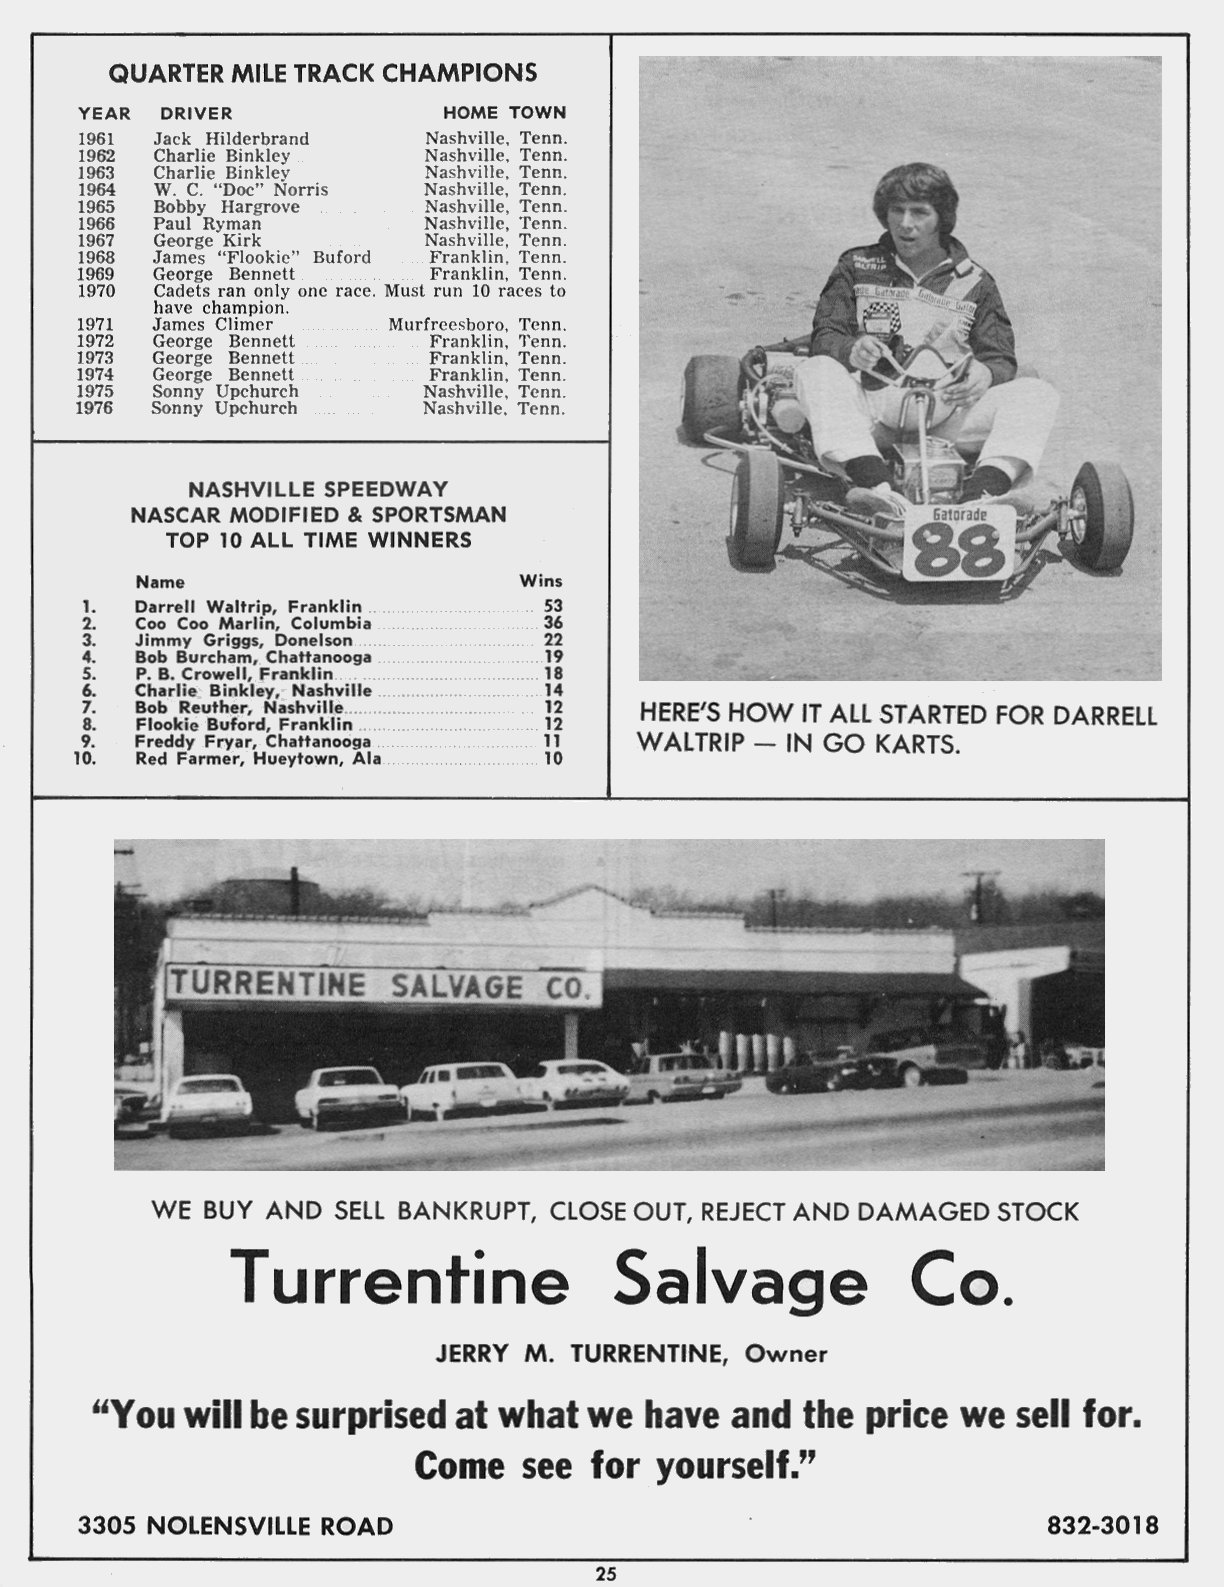 QUARTER MILE TRACK CHAMPIONS
YEAR DRIVER HOME TOWN
1961 Jack Hilderbrand Nashville, Tenn.
1962 Charlie Binkley Nashville, Tenn.
1963 Charlie Binkley Nashville, Tenn.
1964 W. C. "Doc" Norris Nashville, Tenn.
1965 Bobby Hargrove Nashville, Tenn.
1966 Paul Ryman Nashville, Tenn.
1967 George Kirk Nashville, Tenn.
1968 James "Flookie" Buford Franklin, Tenn.
1969 George Bennett Franklin, Tenn.
1970 Cadets ran only one race. Must run 10 races to
have champion.
1971 James Climer Murfreesboro, Tenn.
1972 George Bennett Franklin, Tenn.
1973 George Bennett Franklin, Tenn.
1974 George Bennett Franklin, Tenn.
1975 Sonny Upchurch Nashville, Tenn.
1976 Sonny Upchurch Nashville, Tenn.
NASHVILLE SPEEDWAY
NASCAR MODIFIED & SPORTSMAN
TOP 10 ALL TIME WINNERS
Name Wins
1. Darrell Waltrip, Franklin 53
2. Coo Coo Marlin, Columbia 36
3. Jimmy Griggs, Donelson 22
4. Bob Burcham, Chattanooga 19
5. P. B. Crowell, Franklin 18
6. Charlie Binkley, Nashville 14
7. Bob Reuther, Nashville 12
8. Flookie Buford, Franklin 12
9. Freddy Fryar, Chattanooga 11
10. Red Farmer, Hueytown, Ala 10
DARRELL
WALTRIP
Gatorade Gatorade
Gatorade
88
HERE'S HOW IT ALL STARTED FOR DARRELL
WALTRIP — IN GO KARTS.
TURRENTINE SALVAGE CO.
WE BUY AND SELL BANKRUPT, CLOSE OUT, REJECT AND DAMAGED STOCK
Turrentine Salvage Co.
JERRY M. TURRENTINE, Owner
"You will be surprised at what we have and the price we sell for.
Come see for yourself."
3305 NOLENSVILLE ROAD 832-3018
25